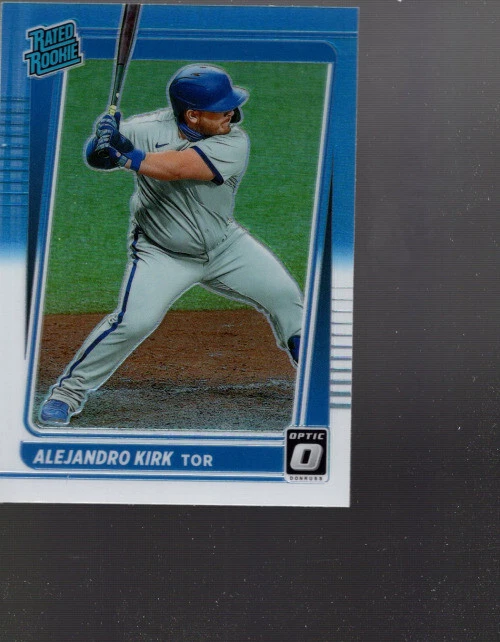 RATED
ROOKIE
ALEJANDRO KIRK TOR
OPTIC
DONRUSS